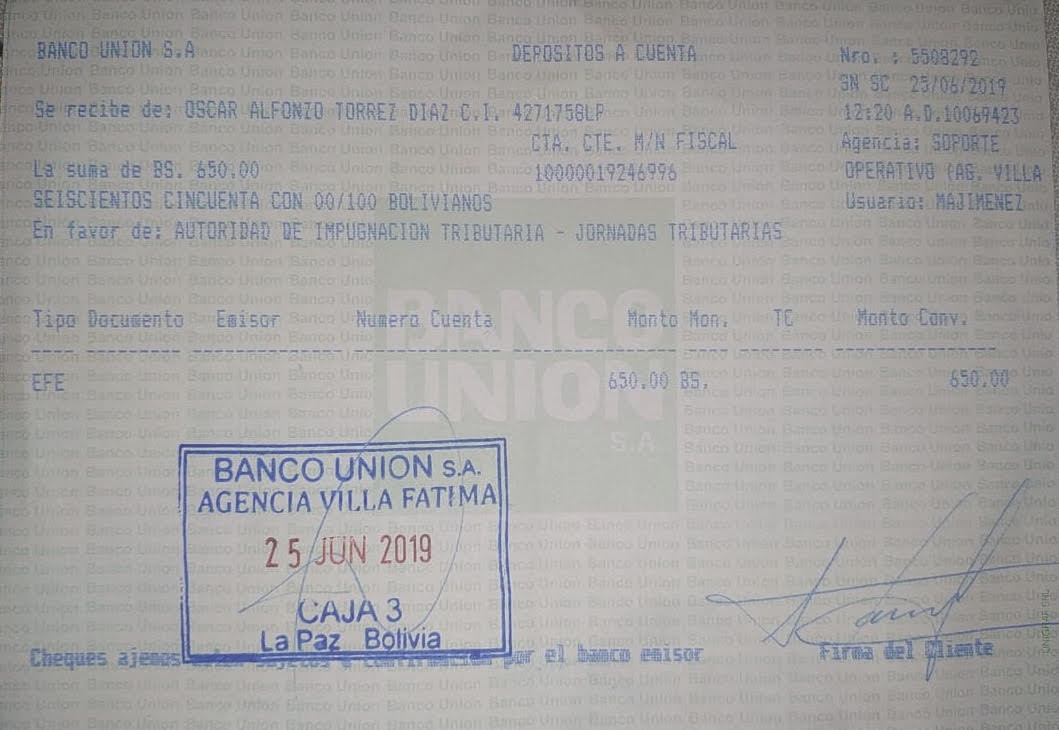 BANCO UNION S.A DEPOSITOS A CUENTA Nro. : 5508292
SN SC 25/06/2019
Se recibe de: OSCAR ALFONZO TORREZ DIAZ C.I. 4271758LP 12:20 A.D.10069423
CTA. CTE. M/N FISCAL Agencia: SOPORTE
La suma de BS. 650.00 10000019246996 OPERATIVO (AG. VILLA
SEISCIENTOS CINCUENTA CON 00/100 BOLIVIANOS Usuario: MAJIMENEZ
En favor de: AUTORIDAD DE IMPUGNACION TRIBUTARIA - JORNADAS TRIBUTARIAS
BANCO
UNION
S.A.
Tipo Documento Emisor Numero Cuenta Monto Mon. TC Monto Conv.
EFE 650.00 BS. 650.00
BANCO UNION S.A.
AGENCIA VILLA FATIMA
25 JUN 2019
CAJA 3
La Paz Bolivia
Cheques ajenos sujetos a confirmacion por el banco emisor Firma del Cliente